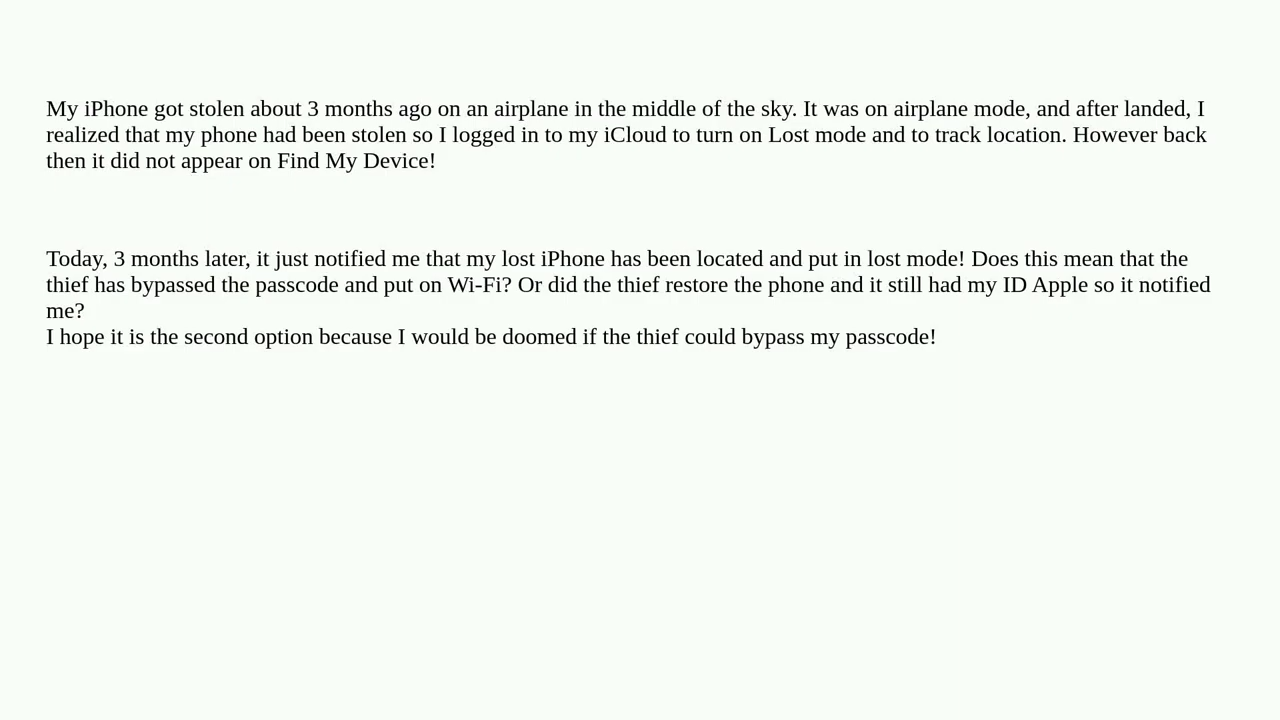 My iPhone got stolen about 3 months ago on an airplane in the middle of the sky. It was on airplane mode, and after landed, I
realized that my phone had been stolen so I logged in to my iCloud to turn on Lost mode and to track location. However back
then it did not appear on Find My Device!
Today, 3 months later, it just notified me that my lost iPhone has been located and put in lost mode! Does this mean that the
thief has bypassed the passcode and put on Wi-Fi? Or did the thief restore the phone and it still had my ID Apple so it notified
me?
I hope it is the second option because I would be doomed if the thief could bypass my passcode!